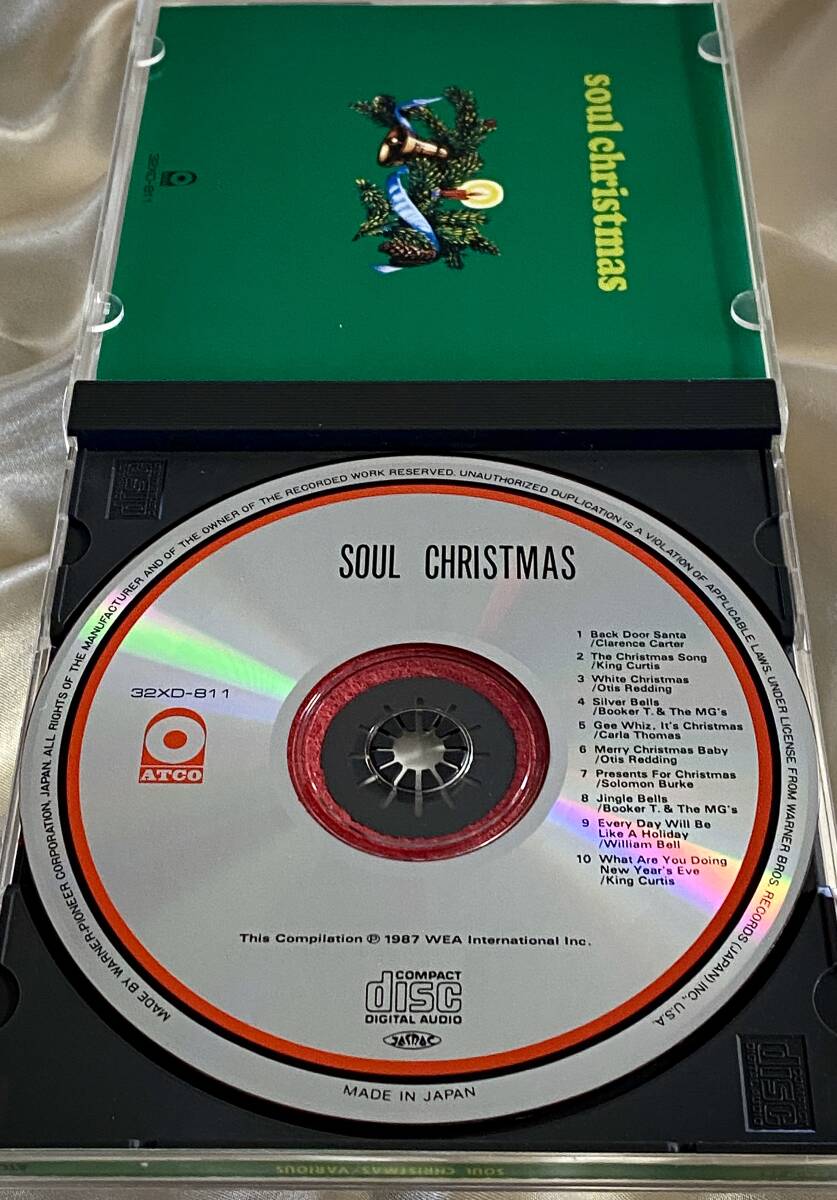 soul christmas
32XD-811
SOUL CHRISTMAS
1 Back Door Santa
/Clarence Carter
2 The Christmas Song
/King Curtis
3 White Christmas
/Otis Redding
4 Silver Bells
/Booker T. & The MG's
5 Gee Whiz, It's Christmas
/Carla Thomas
6 Merry Christmas Baby
/Otis Redding
7 Presents For Christmas
/Solomon Burke
8 Jingle Bells
/Booker T. & The MG's
9 Every Day Will Be
Like A Holiday
/William Bell
10 What Are You Doing
New Year's Eve
/King Curtis
32XD-811
ATCO
This Compilation ℗ 1987 WEA International Inc.
COMPACT
disc
DIGITAL AUDIO
JASRAC
MADE IN JAPAN
MADE BY WARNER-PIONEER CORPORATION, JAPAN. ALL RIGHTS OF THE MANUFACTURER AND OF THE OWNER OF THE RECORDED WORK RESERVED. UNAUTHORIZED DUPLICATION IS A VIOLATION OF APPLICABLE LAWS. UNDER LICENSE FROM WARNER BROS. RECORDS (JAPAN) INC., U.S.A.
disc
disc
SOUL CHRISTMAS/VARIOUS